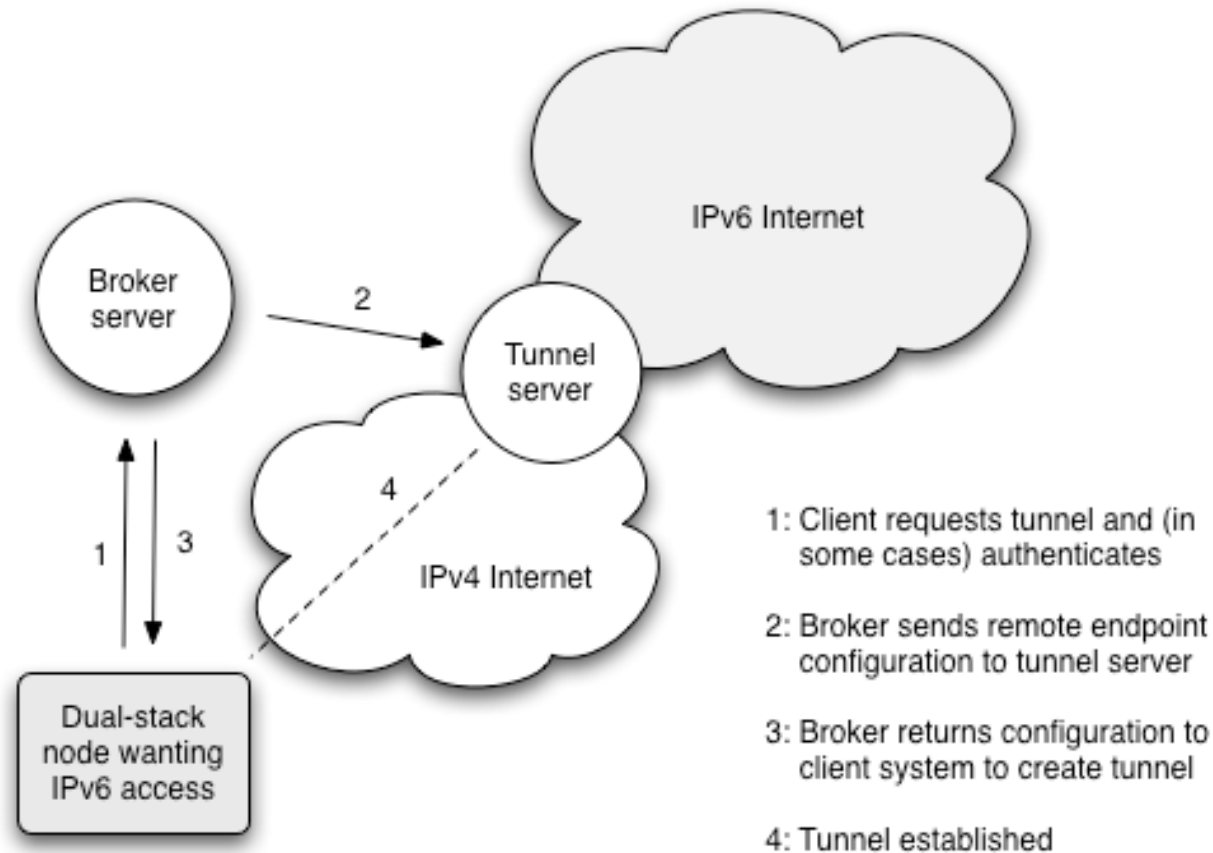 IPv6 Internet
Broker
server
2
Tunnel
server
4
1
3
IPv4 Internet
Dual-stack
node wanting
IPv6 access
1: Client requests tunnel and (in
some cases) authenticates
2: Broker sends remote endpoint
configuration to tunnel server
3: Broker returns configuration to
client system to create tunnel
4: Tunnel established